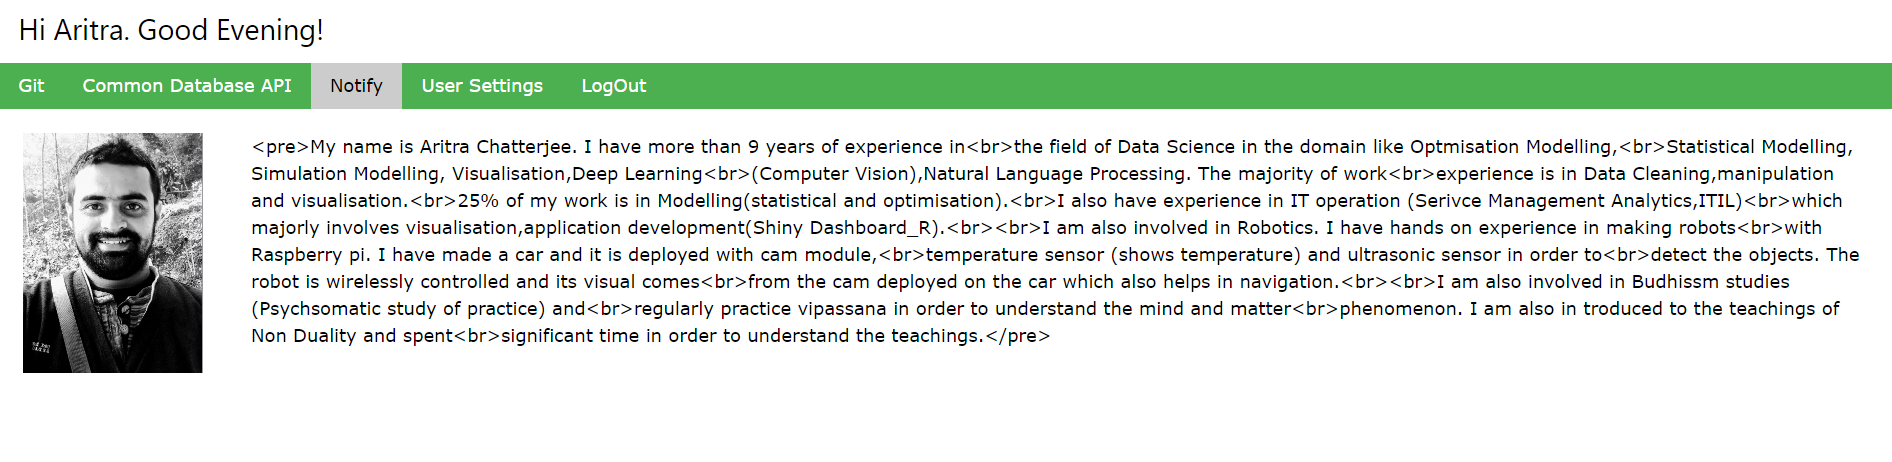 Hi Aritra. Good Evening!
Git Common Database API Notify User Settings LogOut
<pre>My name is Aritra Chatterjee. I have more than 9 years of experience in<br>the field of Data Science in the domain like Optmisation Modelling,<br>Statistical Modelling,
Simulation Modelling, Visualisation,Deep Learning<br>(Computer Vision),Natural Language Processing. The majority of work<br>experience is in Data Cleaning,manipulation
and visualisation.<br>25% of my work is in Modelling(statistical and optimisation).<br>I also have experience in IT operation (Serivce Management Analytics,ITIL)<br>which
majorly involves visualisation,application development(Shiny Dashboard_R).<br><br>I am also involved in Robotics. I have hands on experience in making robots<br>with
Raspberry pi. I have made a car and it is deployed with cam module,<br>temperature sensor (shows temperature) and ultrasonic sensor in order to<br>detect the objects. The
robot is wirelessly controlled and its visual comes<br>from the cam deployed on the car which also helps in navigation.<br><br>I am also involved in Budhissm studies
(Psychsomatic study of practice) and<br>regularly practice vipassana in order to understand the mind and matter<br>phenomenon. I am also in troduced to the teachings of
Non Duality and spent<br>significant time in order to understand the teachings.</pre>